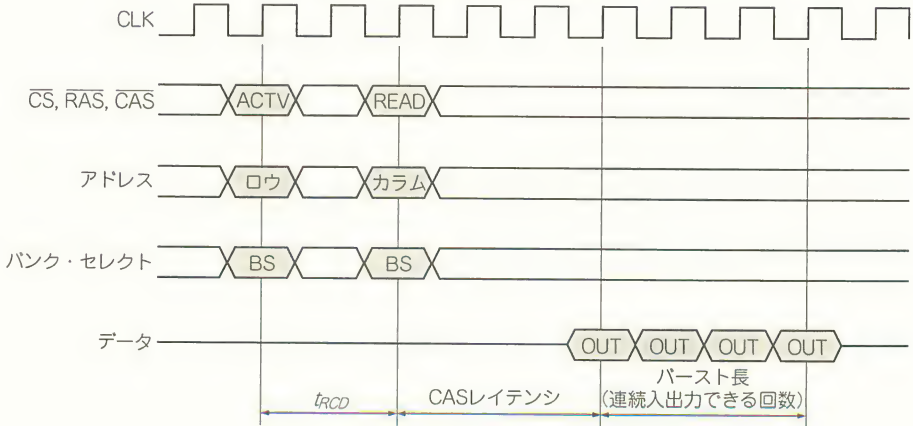 CLK
CS, RAS, CAS
ACTV
READ
アドレス
ロウ
カラム
バンク・セレクト
BS
BS
データ
OUT
OUT
OUT
OUT
tRCD
CASレイテンシ
バースト長
(連続入出力できる回数)